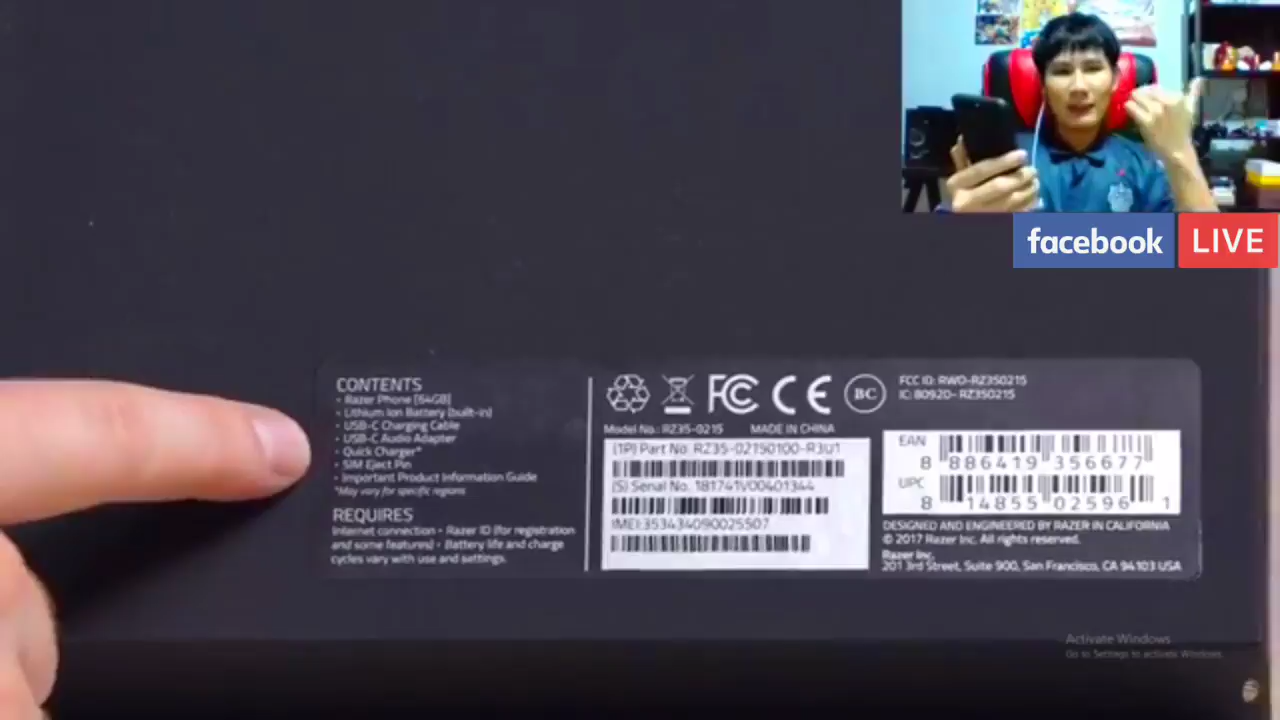 facebook LIVE
CONTENTS
• Razer Phone [64GB]
• Lithium Ion Battery (built-in)
• USB-C Charging Cable
• USB-C Audio Adapter
• Quick Charger*
• SIM Eject Pin
• Important Product Information Guide
*May vary for specific regions
REQUIRES
Internet connection • Razer ID (for registration
and some features) • Battery life and charge
cycles vary with use and settings.
FC CE BC
Model No.: RZ35-0215 MADE IN CHINA
(1P) Part No: RZ35-02150100-R3U1
(S) Serial No. 181741V00401344
IMEI:353434090025507
FCC ID: RWO-RZ350215
IC: 8092D- RZ350215
EAN
8 886419 356677
UPC
8 14855 02596 1
DESIGNED AND ENGINEERED BY RAZER IN CALIFORNIA
© 2017 Razer Inc. All rights reserved.
Razer Inc.
201 3rd Street, Suite 900, San Francisco, CA 94103 USA
Activate Windows
Go to Settings to activate Windows.